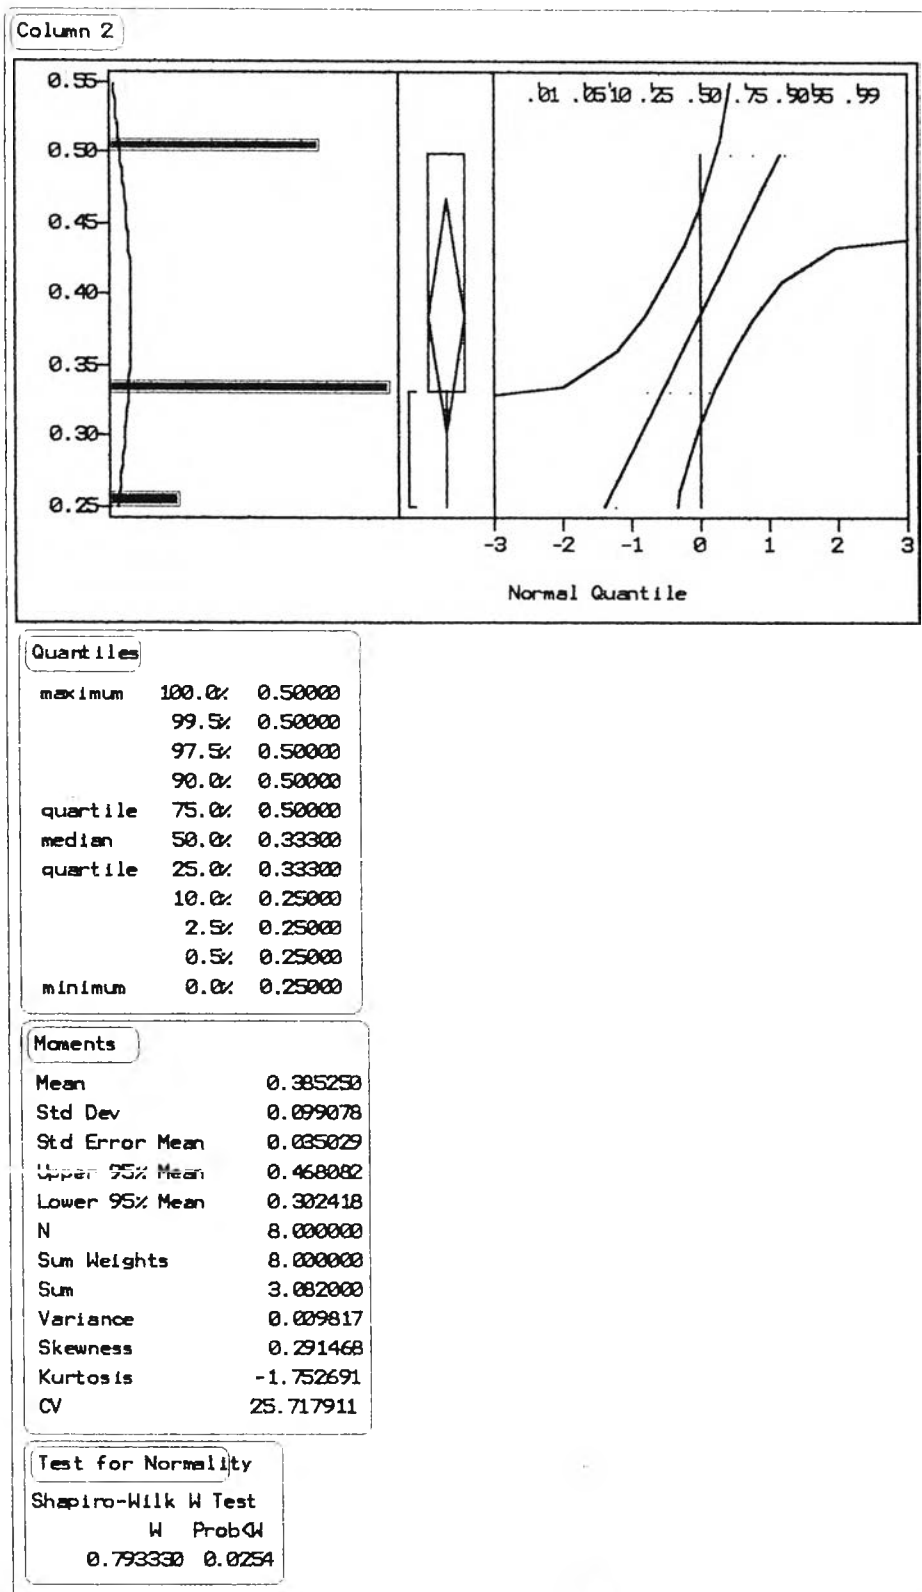 Column 2
0.55
0.50
0.45
0.40
0.35
0.30
0.25
.01 .05 .10 .25 .50 .75 .90 .95 .99
-3 -2 -1 0 1 2 3
Normal Quantile
Quantiles
maximum 100.0% 0.50000
99.5% 0.50000
97.5% 0.50000
90.0% 0.50000
quartile 75.0% 0.50000
median 50.0% 0.33300
quartile 25.0% 0.33300
10.0% 0.25000
2.5% 0.25000
0.5% 0.25000
minimum 0.0% 0.25000
Moments
Mean 0.385250
Std Dev 0.099078
Std Error Mean 0.035029
Upper 95% Mean 0.468082
Lower 95% Mean 0.302418
N 8.000000
Sum Weights 8.000000
Sum 3.082000
Variance 0.009817
Skewness 0.291468
Kurtosis -1.752691
CV 25.717911
Test for Normality
Shapiro-Wilk W Test
W Prob<W
0.793330 0.0254